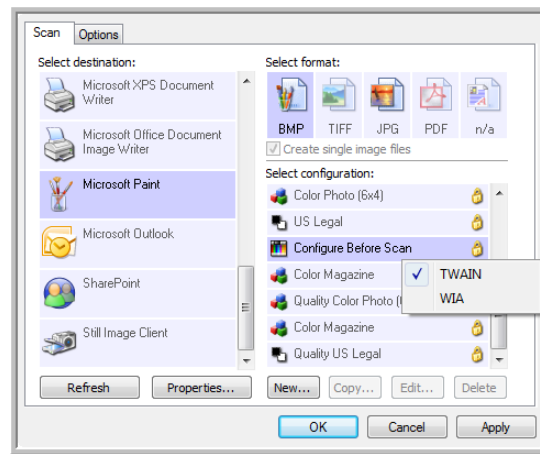 Scan
Options
Select destination:
Microsoft XPS Document
Writer
Microsoft Office Document
Image Writer
Microsoft Paint
Microsoft Outlook
SharePoint
Still Image Client
Refresh
Properties...
Select format:
BMP
TIFF
JPG
PDF
n/a
Create single image files
Select configuration:
Color Photo (6x4)
US Legal
Configure Before Scan
Color Magazine
Quality Color Photo (
Color Magazine
Quality US Legal
TWAIN
WIA
New...
Copy...
Edit...
Delete
OK
Cancel
Apply